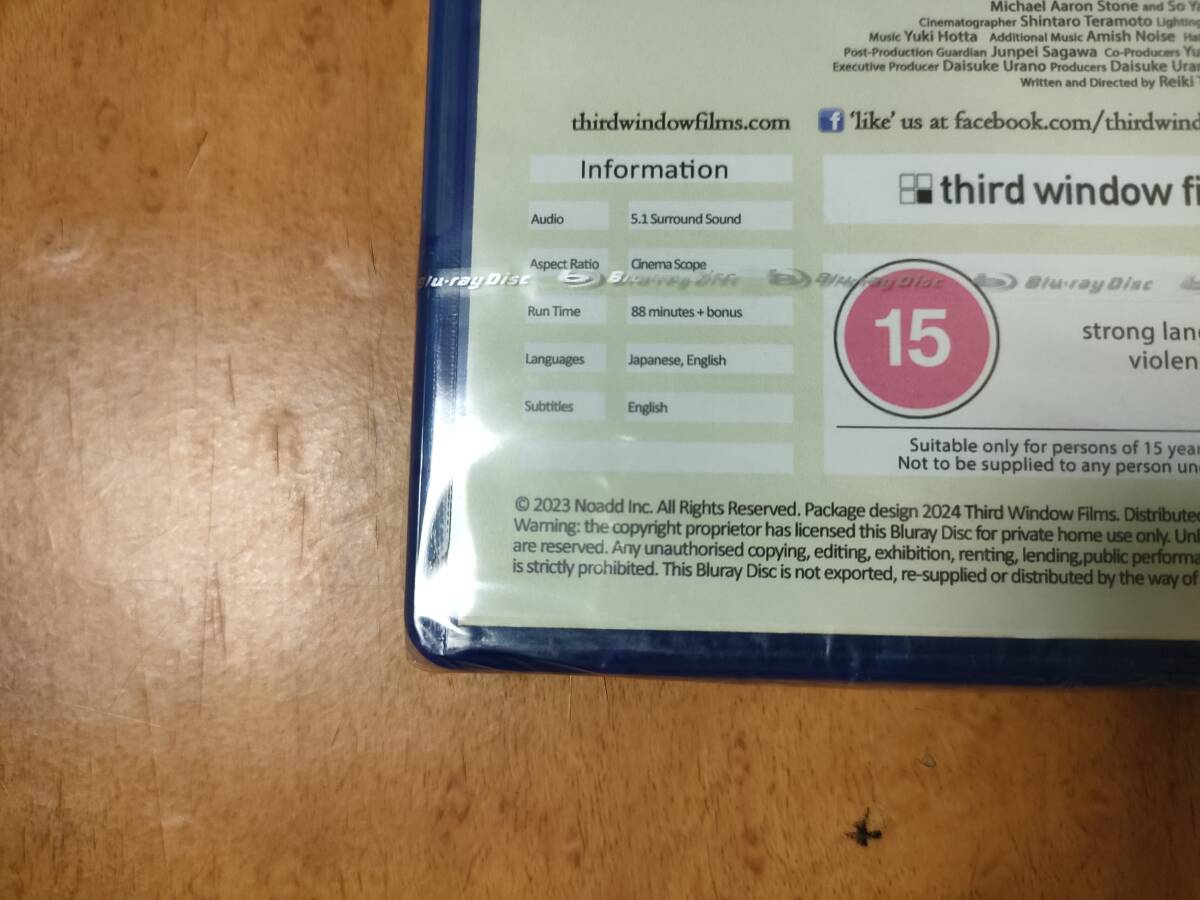 Michael Aaron Stone and So
Cinematographer Shintaro Teramoto
Music Yuki Hotta Additional Music Amish Noise
Post-Production Guardian Junpei Sagawa Co-Producers
Executive Producer Daisuke Urano Producers Daisuke
Written and Directed by Reiki
thirdwindowfilms.com
f 'like' us at facebook.com/thirdwind
Information
third window fi
Audio 5.1 Surround Sound
Aspect Ratio Cinema Scope
Blu-ray Disc Blu-ray Disc Blu-ray Disc Blu-ray Disc
Run Time 88 minutes + bonus
15
strong lan
violen
Languages Japanese, English
Subtitles English
Suitable only for persons of 15 year
Not to be supplied to any person un
© 2023 Noadd Inc. All Rights Reserved. Package design 2024 Third Window Films. Distributed
Warning: the copyright proprietor has licensed this Bluray Disc for private home use only. Unl
are reserved. Any unauthorised copying, editing, exhibition, renting, lending,public performa
is strictly prohibited. This Bluray Disc is not exported, re-supplied or distributed by the way of